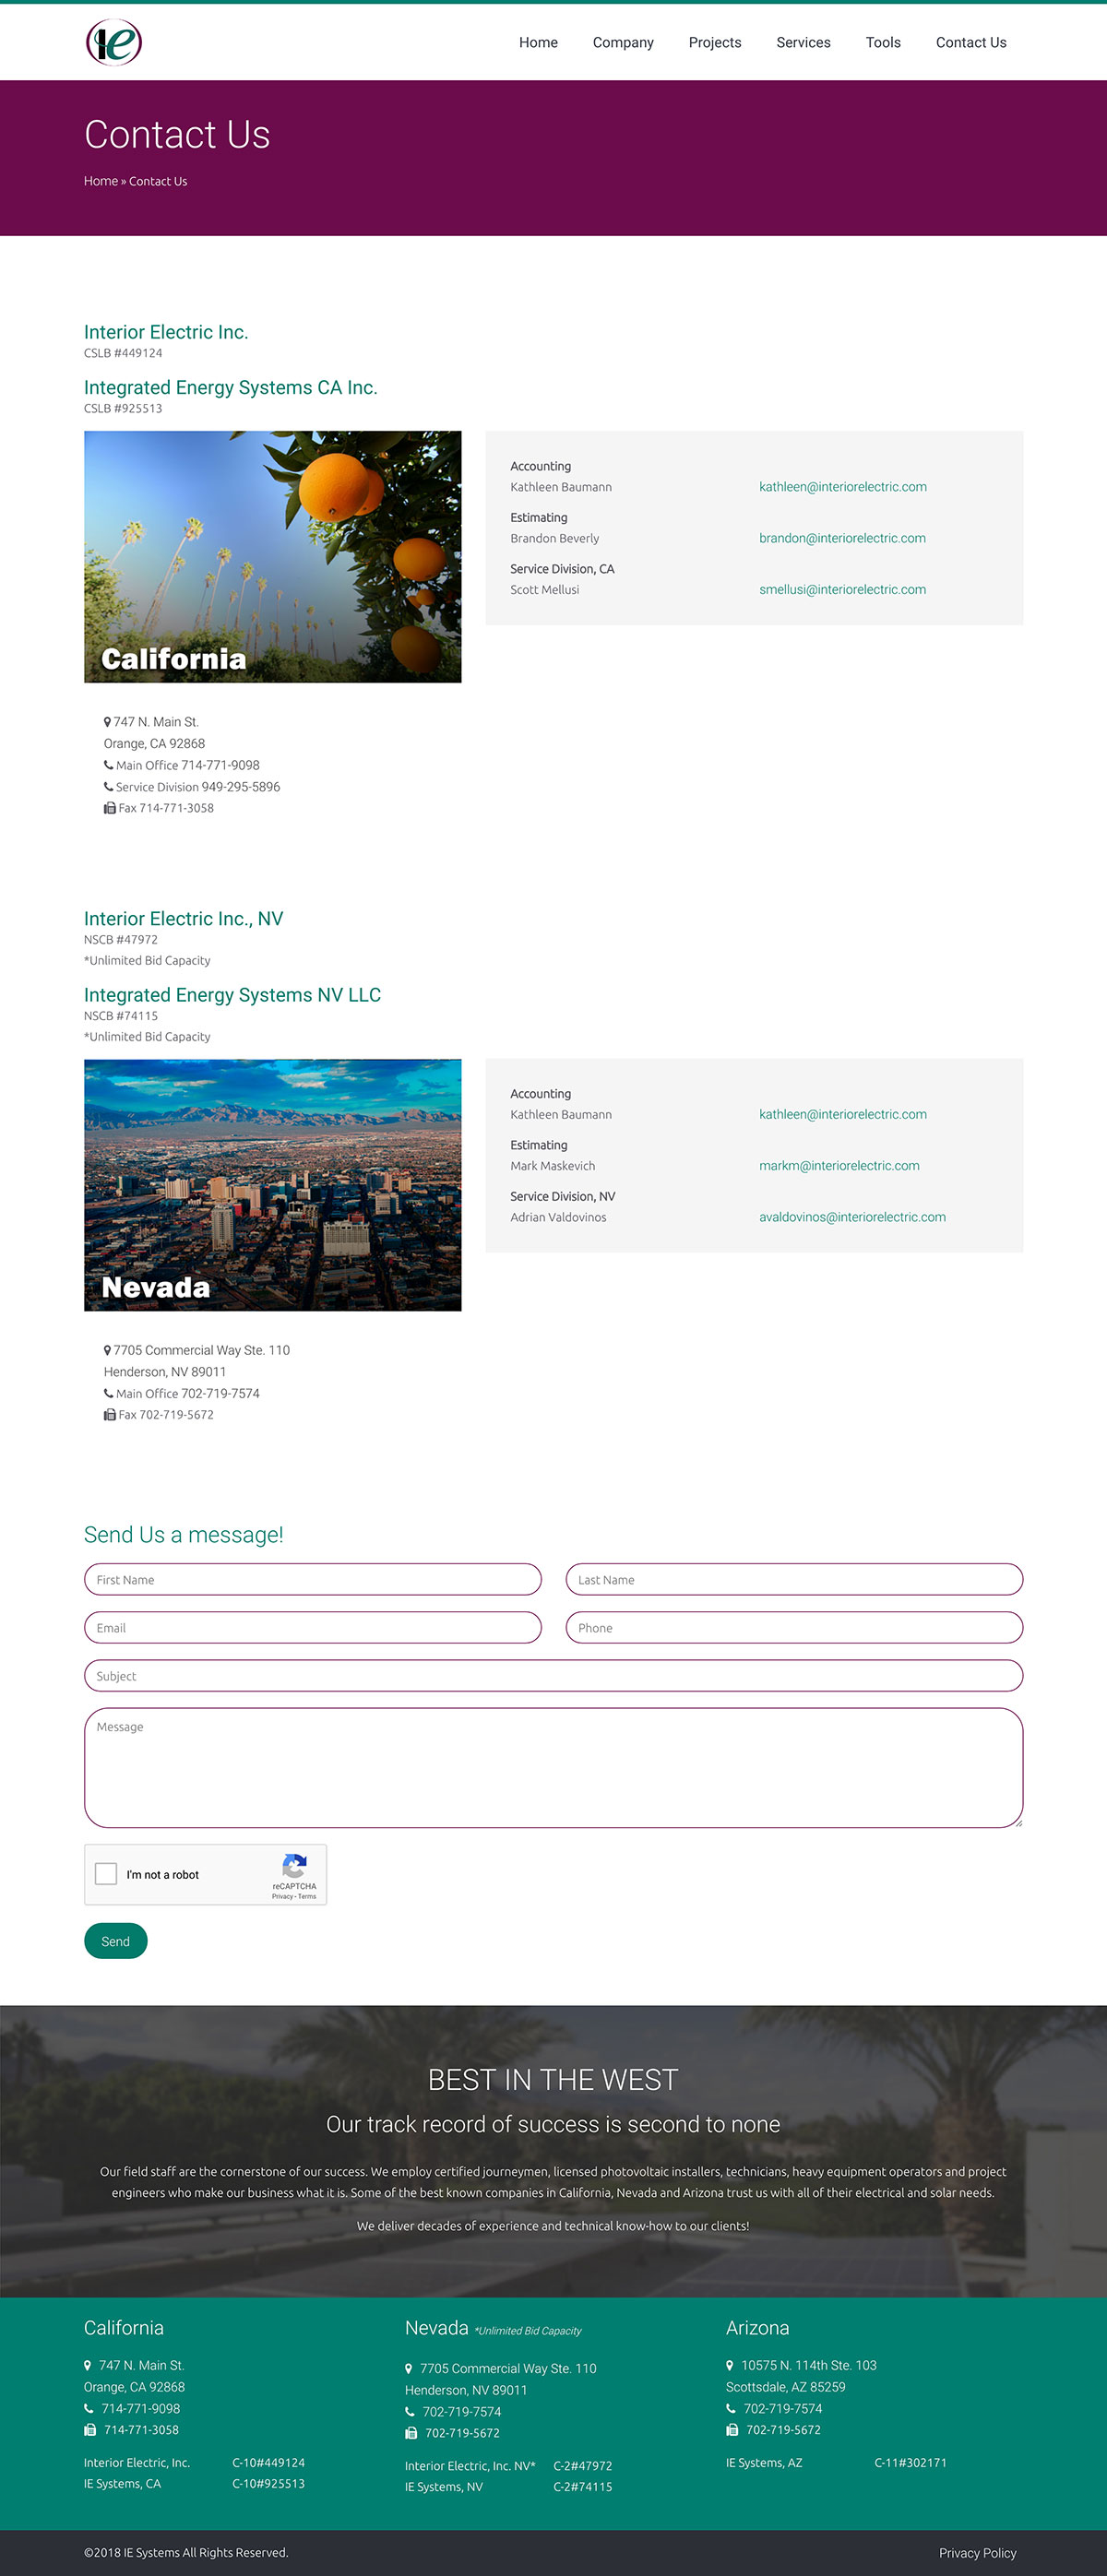 IE
Home Company Projects Services Tools Contact Us
Contact Us
Home » Contact Us
Interior Electric Inc.
CSLB #449124
Integrated Energy Systems CA Inc.
CSLB #925513
California
Accounting
Kathleen Baumann kathleen@interiorelectric.com
Estimating
Brandon Beverly brandon@interiorelectric.com
Service Division, CA
Scott Mellusi smellusi@interiorelectric.com
747 N. Main St.
Orange, CA 92868
Main Office 714-771-9098
Service Division 949-295-5896
Fax 714-771-3058
Interior Electric Inc., NV
NSCB #47972
*Unlimited Bid Capacity
Integrated Energy Systems NV LLC
NSCB #74115
*Unlimited Bid Capacity
Nevada
Accounting
Kathleen Baumann kathleen@interiorelectric.com
Estimating
Mark Maskevich markm@interiorelectric.com
Service Division, NV
Adrian Valdovinos avaldovinos@interiorelectric.com
7705 Commercial Way Ste. 110
Henderson, NV 89011
Main Office 702-719-7574
Fax 702-719-5672
Send Us a message!
First Name Last Name
Email Phone
Subject
Message
I'm not a robot
reCAPTCHA
Privacy - Terms
Send
BEST IN THE WEST
Our track record of success is second to none
Our field staff are the cornerstone of our success. We employ certified journeymen, licensed photovoltaic installers, technicians, heavy equipment operators and project
engineers who make our business what it is. Some of the best known companies in California, Nevada and Arizona trust us with all of their electrical and solar needs.
We deliver decades of experience and technical know-how to our clients!
California
747 N. Main St.
Orange, CA 92868
714-771-9098
714-771-3058
Interior Electric, Inc. C-10#449124
IE Systems, CA C-10#925513
Nevada *Unlimited Bid Capacity
7705 Commercial Way Ste. 110
Henderson, NV 89011
702-719-7574
702-719-5672
Interior Electric, Inc. NV* C-2#47972
IE Systems, NV C-2#74115
Arizona
10575 N. 114th Ste. 103
Scottsdale, AZ 85259
702-719-7574
702-719-5672
IE Systems, AZ C-11#302171
©2018 IE Systems All Rights Reserved. Privacy Policy